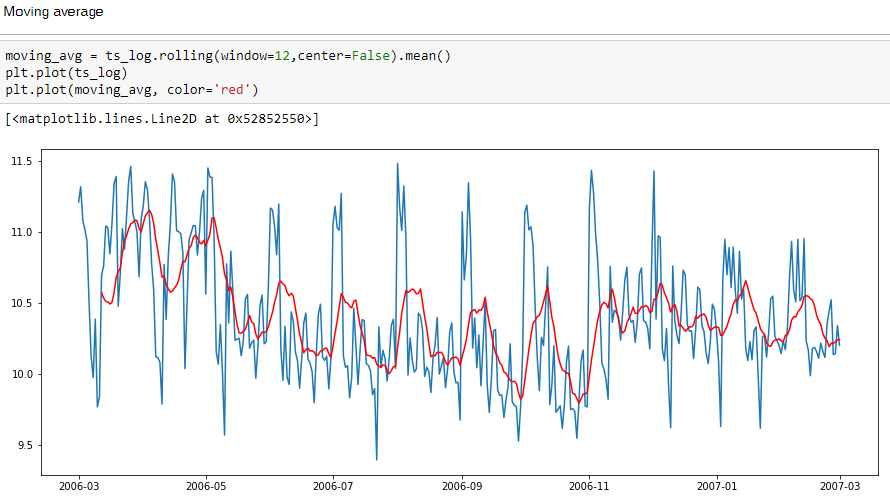 Moving average
moving_avg = ts_log.rolling(window=12,center=False).mean()
plt.plot(ts_log)
plt.plot(moving_avg, color='red')
[<matplotlib.lines.Line2D at 0x52852550>]
11.5
11.0
10.5
10.0
9.5
2006-03 2006-05 2006-07 2006-09 2006-11 2007-01 2007-03